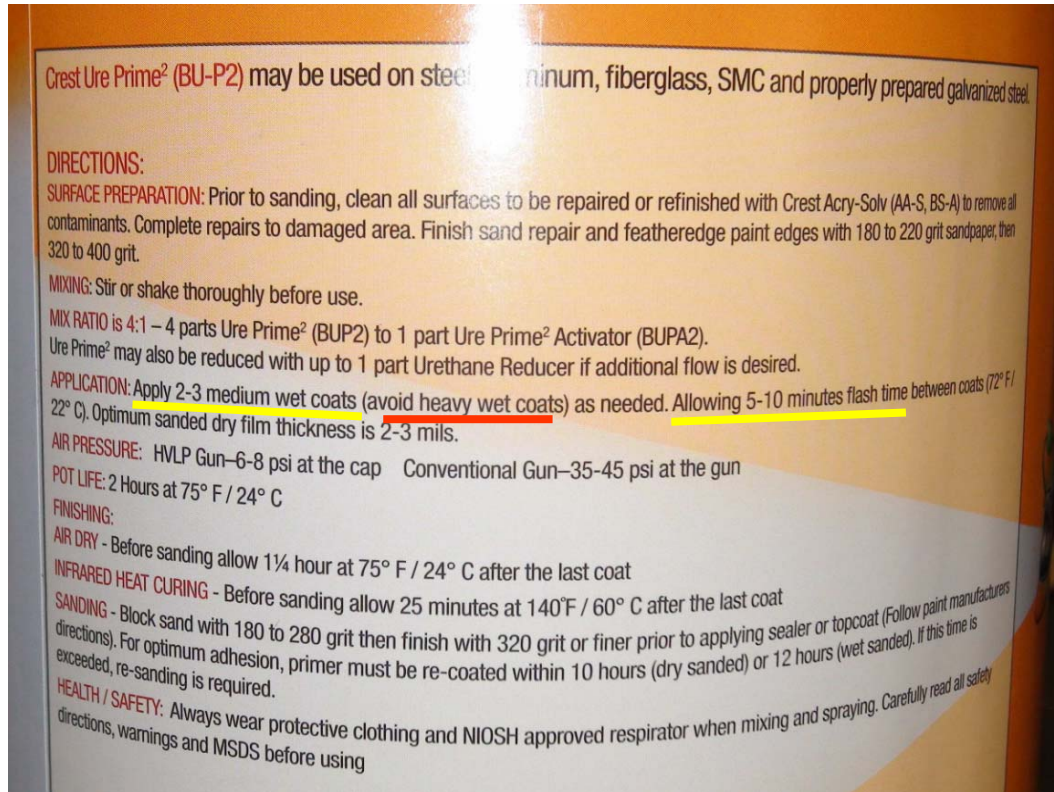 Crest Ure Prime² (BU-P2) may be used on steel, fiberglass, SMC and properly prepared galvanized steel.
DIRECTIONS:
SURFACE PREPARATION: Prior to sanding, clean all surfaces to be repaired or refinished with Crest Acry-Solv (AA-S, BS-A) to remove all
contaminants. Complete repairs to damaged area. Finish sand repair and featheredge paint edges with 180 to 220 grit sandpaper, then
320 to 400 grit.
MIXING: Stir or shake thoroughly before use.
MIX RATIO is 4:1 – 4 parts Ure Prime² (BUP2) to 1 part Ure Prime² Activator (BUPA2).
Ure Prime² may also be reduced with up to 1 part Urethane Reducer if additional flow is desired.
APPLICATION: Apply 2-3 medium wet coats (avoid heavy wet coats) as needed. Allowing 5-10 minutes flash time between coats (72° F /
22° C). Optimum sanded dry film thickness is 2-3 mils.
AIR PRESSURE: HVLP Gun–6-8 psi at the cap Conventional Gun–35-45 psi at the gun
POT LIFE: 2 Hours at 75° F / 24° C
FINISHING:
AIR DRY - Before sanding allow 1¼ hour at 75° F / 24° C after the last coat
INFRARED HEAT CURING - Before sanding allow 25 minutes at 140°F / 60° C after the last coat
SANDING - Block sand with 180 to 280 grit then finish with 320 grit or finer prior to applying sealer or topcoat (Follow paint manufacturers
directions). For optimum adhesion, primer must be re-coated within 10 hours (dry sanded) or 12 hours (wet sanded). If this time is
exceeded, re-sanding is required.
HEALTH / SAFETY: Always wear protective clothing and NIOSH approved respirator when mixing and spraying. Carefully read all safety
directions, warnings and MSDS before using